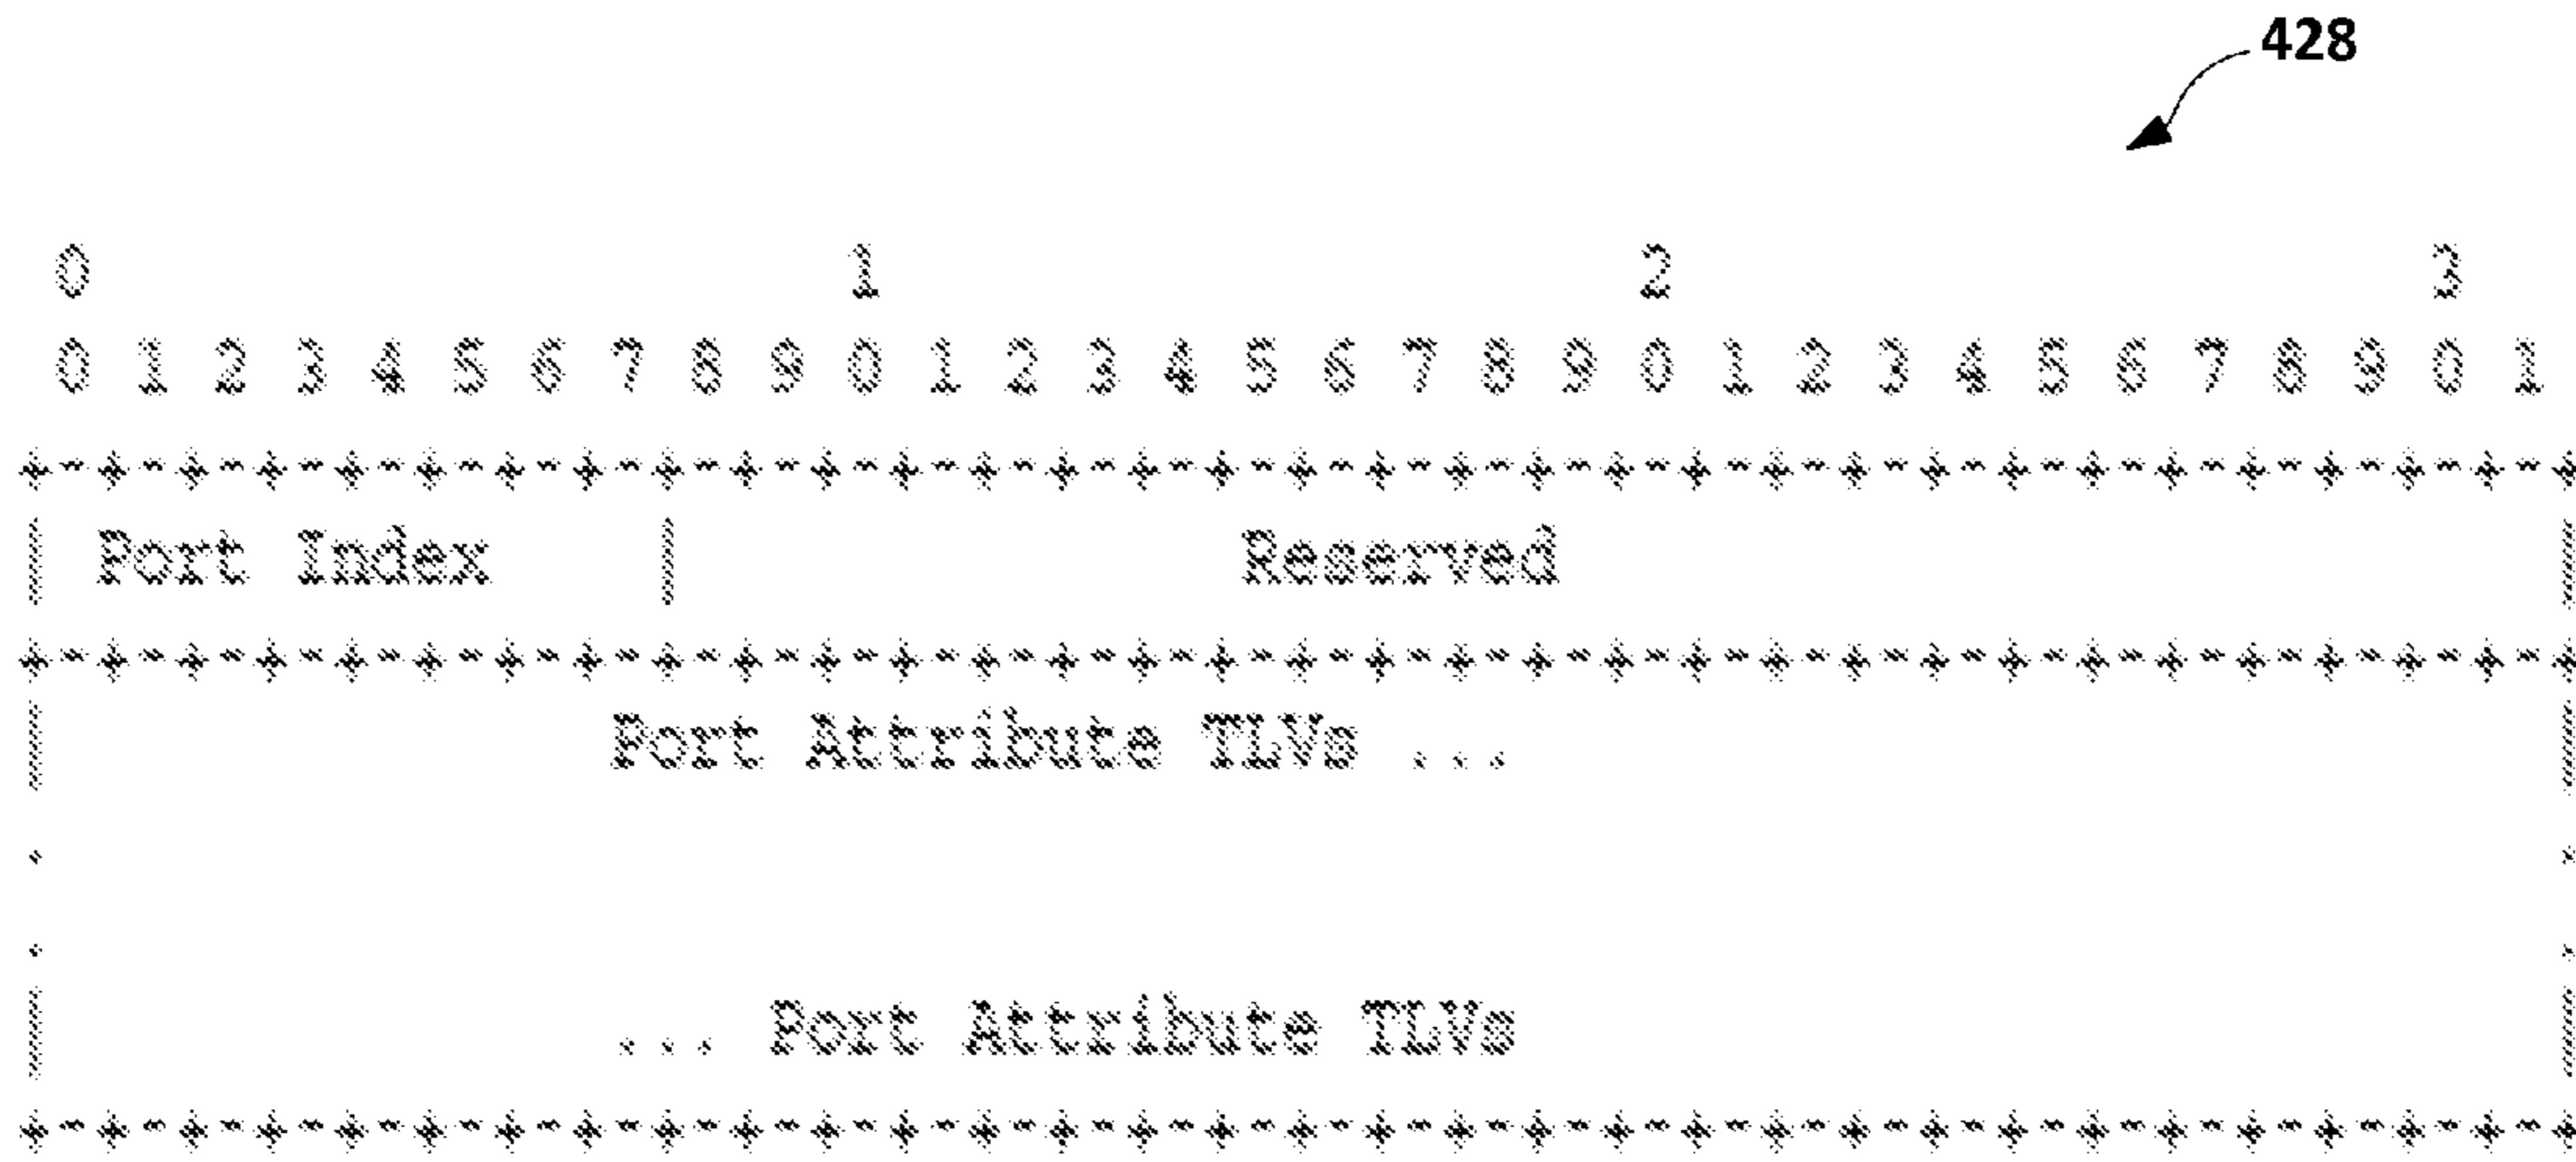 428
0 1 2 3
0 1 2 3 4 5 6 7 8 9 0 1 2 3 4 5 6 7 8 9 0 1 2 3 4 5 6 7 8 9 0 1
+-+-+-+-+-+-+-+-+-+-+-+-+-+-+-+-+-+-+-+-+-+-+-+-+-+-+-+-+-+-+-+-+
| Port Index | Reserved |
+-+-+-+-+-+-+-+-+-+-+-+-+-+-+-+-+-+-+-+-+-+-+-+-+-+-+-+-+-+-+-+-+
| Port Attribute TLVs ... |
. .
. .
| ... Port Attribute TLVs |
+-+-+-+-+-+-+-+-+-+-+-+-+-+-+-+-+-+-+-+-+-+-+-+-+-+-+-+-+-+-+-+-+